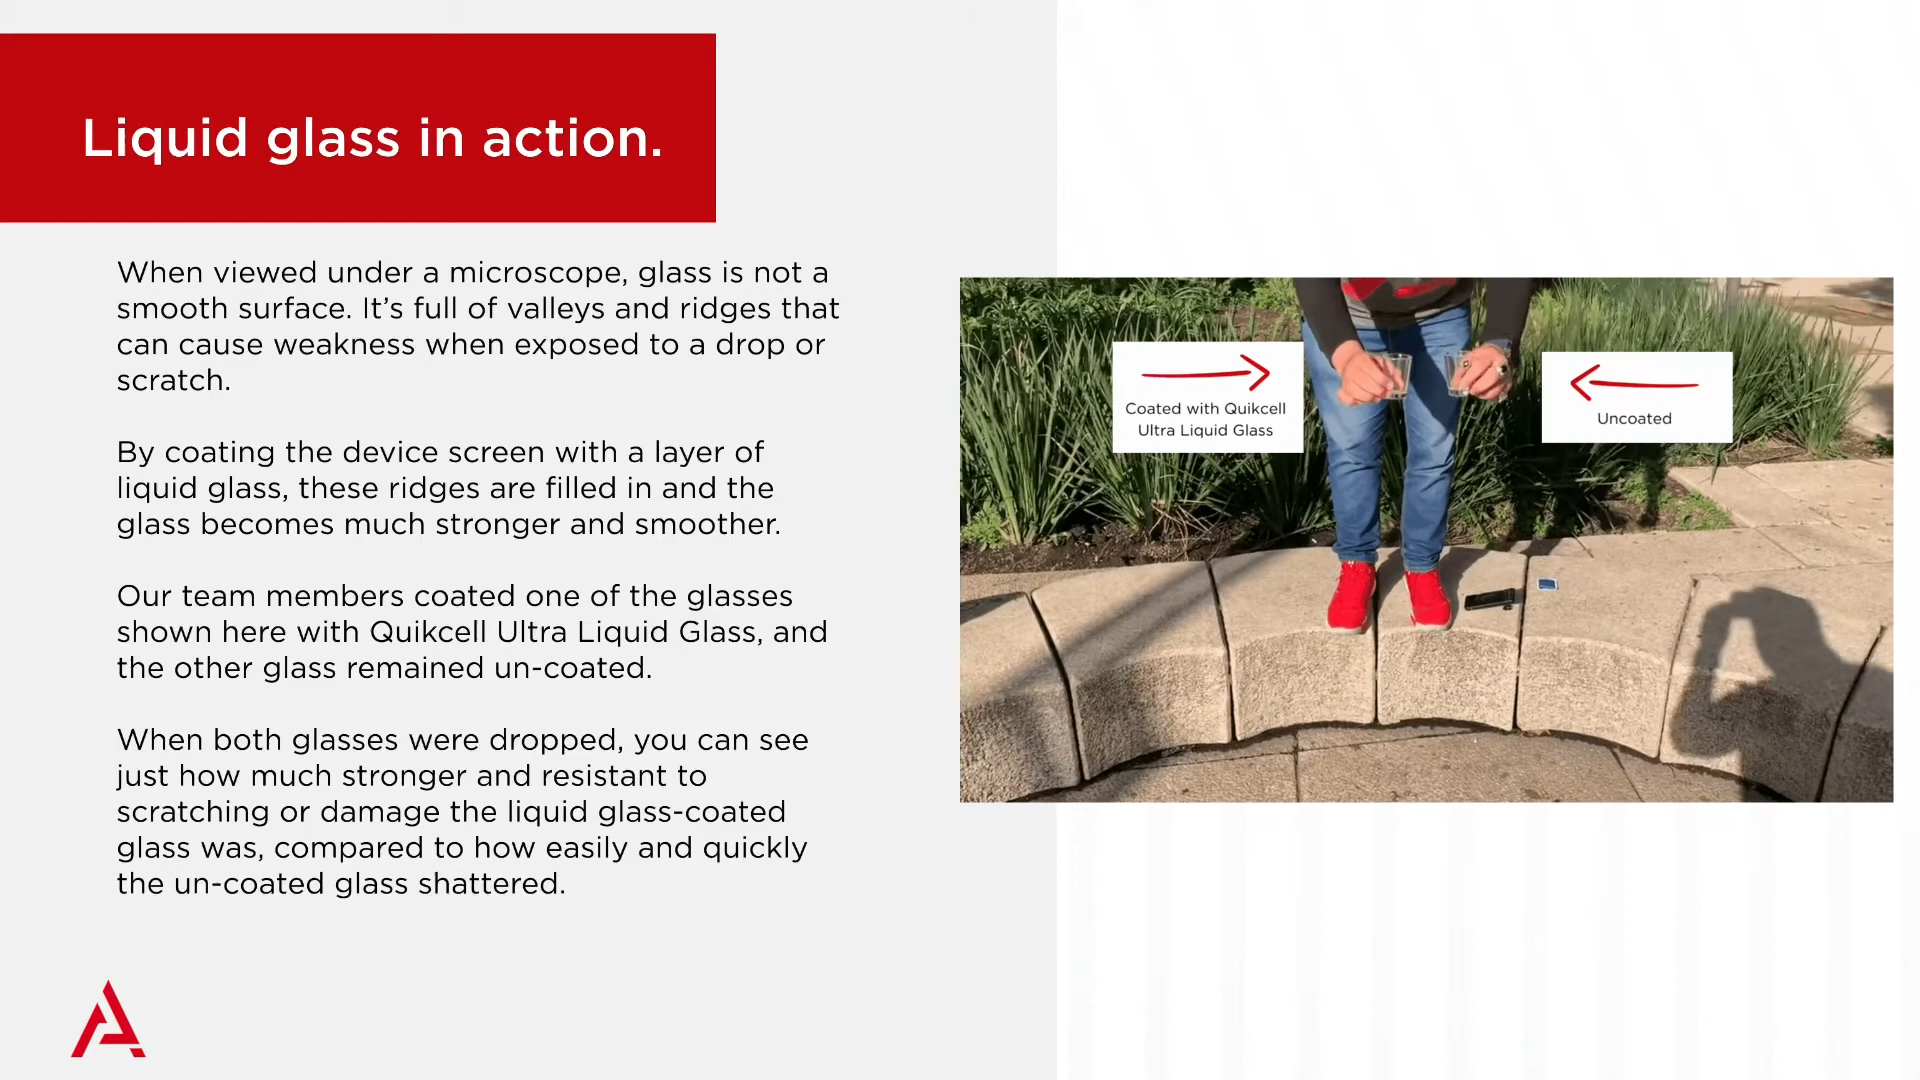 Liquid glass in action.
When viewed under a microscope, glass is not a
smooth surface. It’s full of valleys and ridges that
can cause weakness when exposed to a drop or
scratch.
By coating the device screen with a layer of
liquid glass, these ridges are filled in and the
glass becomes much stronger and smoother.
Our team members coated one of the glasses
shown here with Quikcell Ultra Liquid Glass, and
the other glass remained un-coated.
When both glasses were dropped, you can see
just how much stronger and resistant to
scratching or damage the liquid glass-coated
glass was, compared to how easily and quickly
the un-coated glass shattered.
Coated with Quikcell
Ultra Liquid Glass
Uncoated